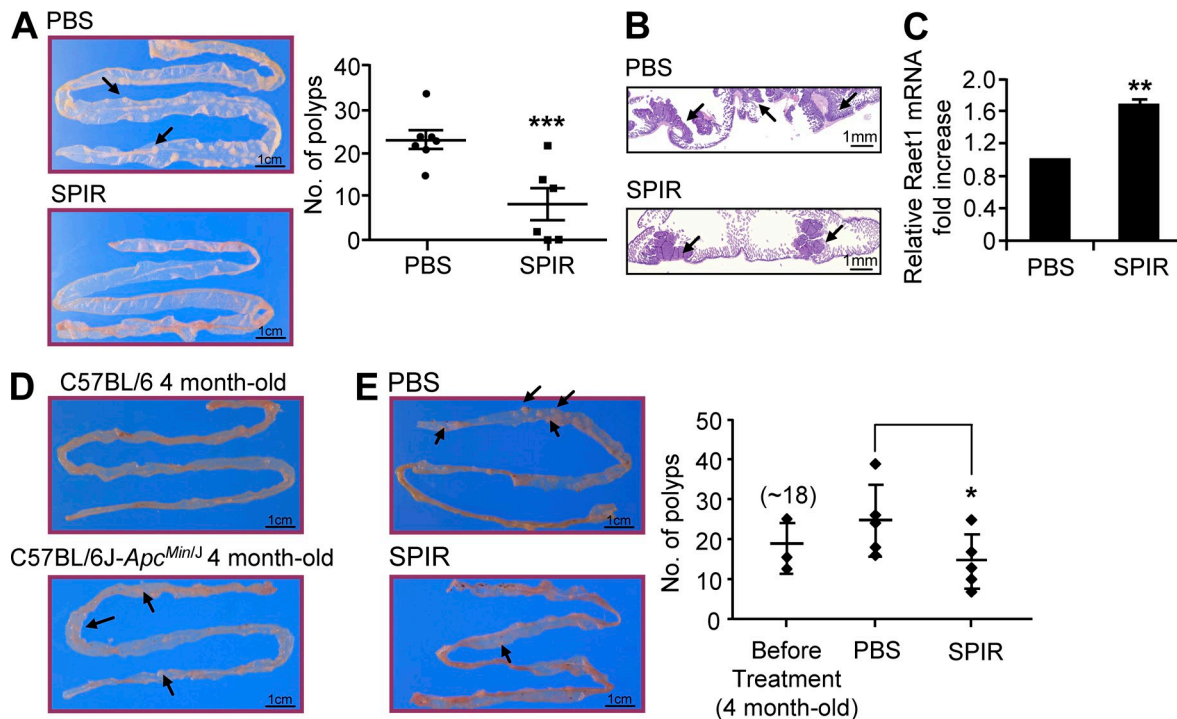 A
PBS
1cm
SPIR
1cm
No. of polyps
40
30
20
10
0
***
PBS
SPIR
B
PBS
1mm
SPIR
1mm
C
Relative Raet1 mRNA
fold increase
2.0
1.6
1.2
0.8
0.4
0
**
PBS
SPIR
D
C57BL/6 4 month-old
1cm
C57BL/6J-Apc^Min/J 4 month-old
1cm
E
PBS
1cm
SPIR
1cm
No. of polyps
50
40
30
20
10
0
(~18)
*
Before
Treatment
(4 month-old)
PBS
SPIR